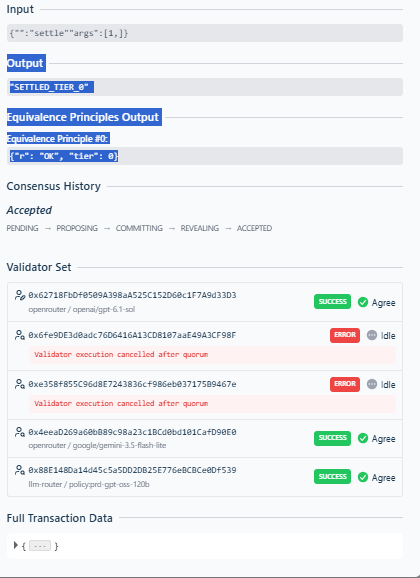 Input
{"":"settle""args":[1,]}
Output
"SETTLED_TIER_0"
Equivalence Principles Output
Equivalence Principle #0:
{"r": "OK", "tier": 0}
Consensus History
Accepted
PENDING → PROPOSING → COMMITTING → REVEALING → ACCEPTED
Validator Set
0x62718FbDf0509A398aA525C152D60c1F7A9d33D3 SUCCESS Agree
openrouter / openai/gpt-6.1-sol
0x6fe9DE3d0adc76D6416A13CD8107aaE49A3CF98F ERROR Idle
Validator execution cancelled after quorum
0xe358f855C96d8E7243836cf986eb037175B9467e ERROR Idle
Validator execution cancelled after quorum
0x4eeaD269a60bB89c98a23c1BCd0bd101CafD90E0 SUCCESS Agree
openrouter / google/gemini-3.5-flash-lite
0x88E148Da14d45c5a5DD2DB25E776eBCBCe0Df539 SUCCESS Agree
llm-router / policy:prd-gpt-oss-120b
Full Transaction Data
{ ... }